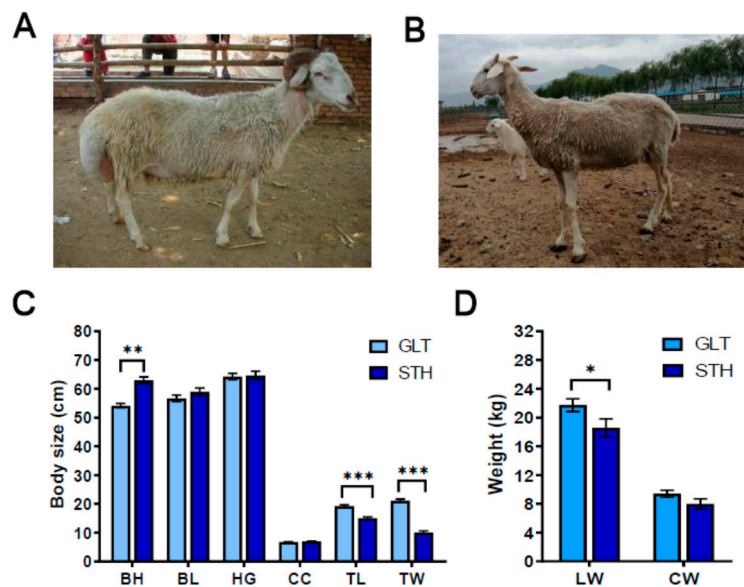 A
B
C
D
80
70
60
50
40
30
20
10
0
Body size (cm)
**
***
***
GLT
STH
BH BL HG CC TL TW
32
28
24
20
16
12
8
4
0
Weight (kg)
*
GLT
STH
LW CW